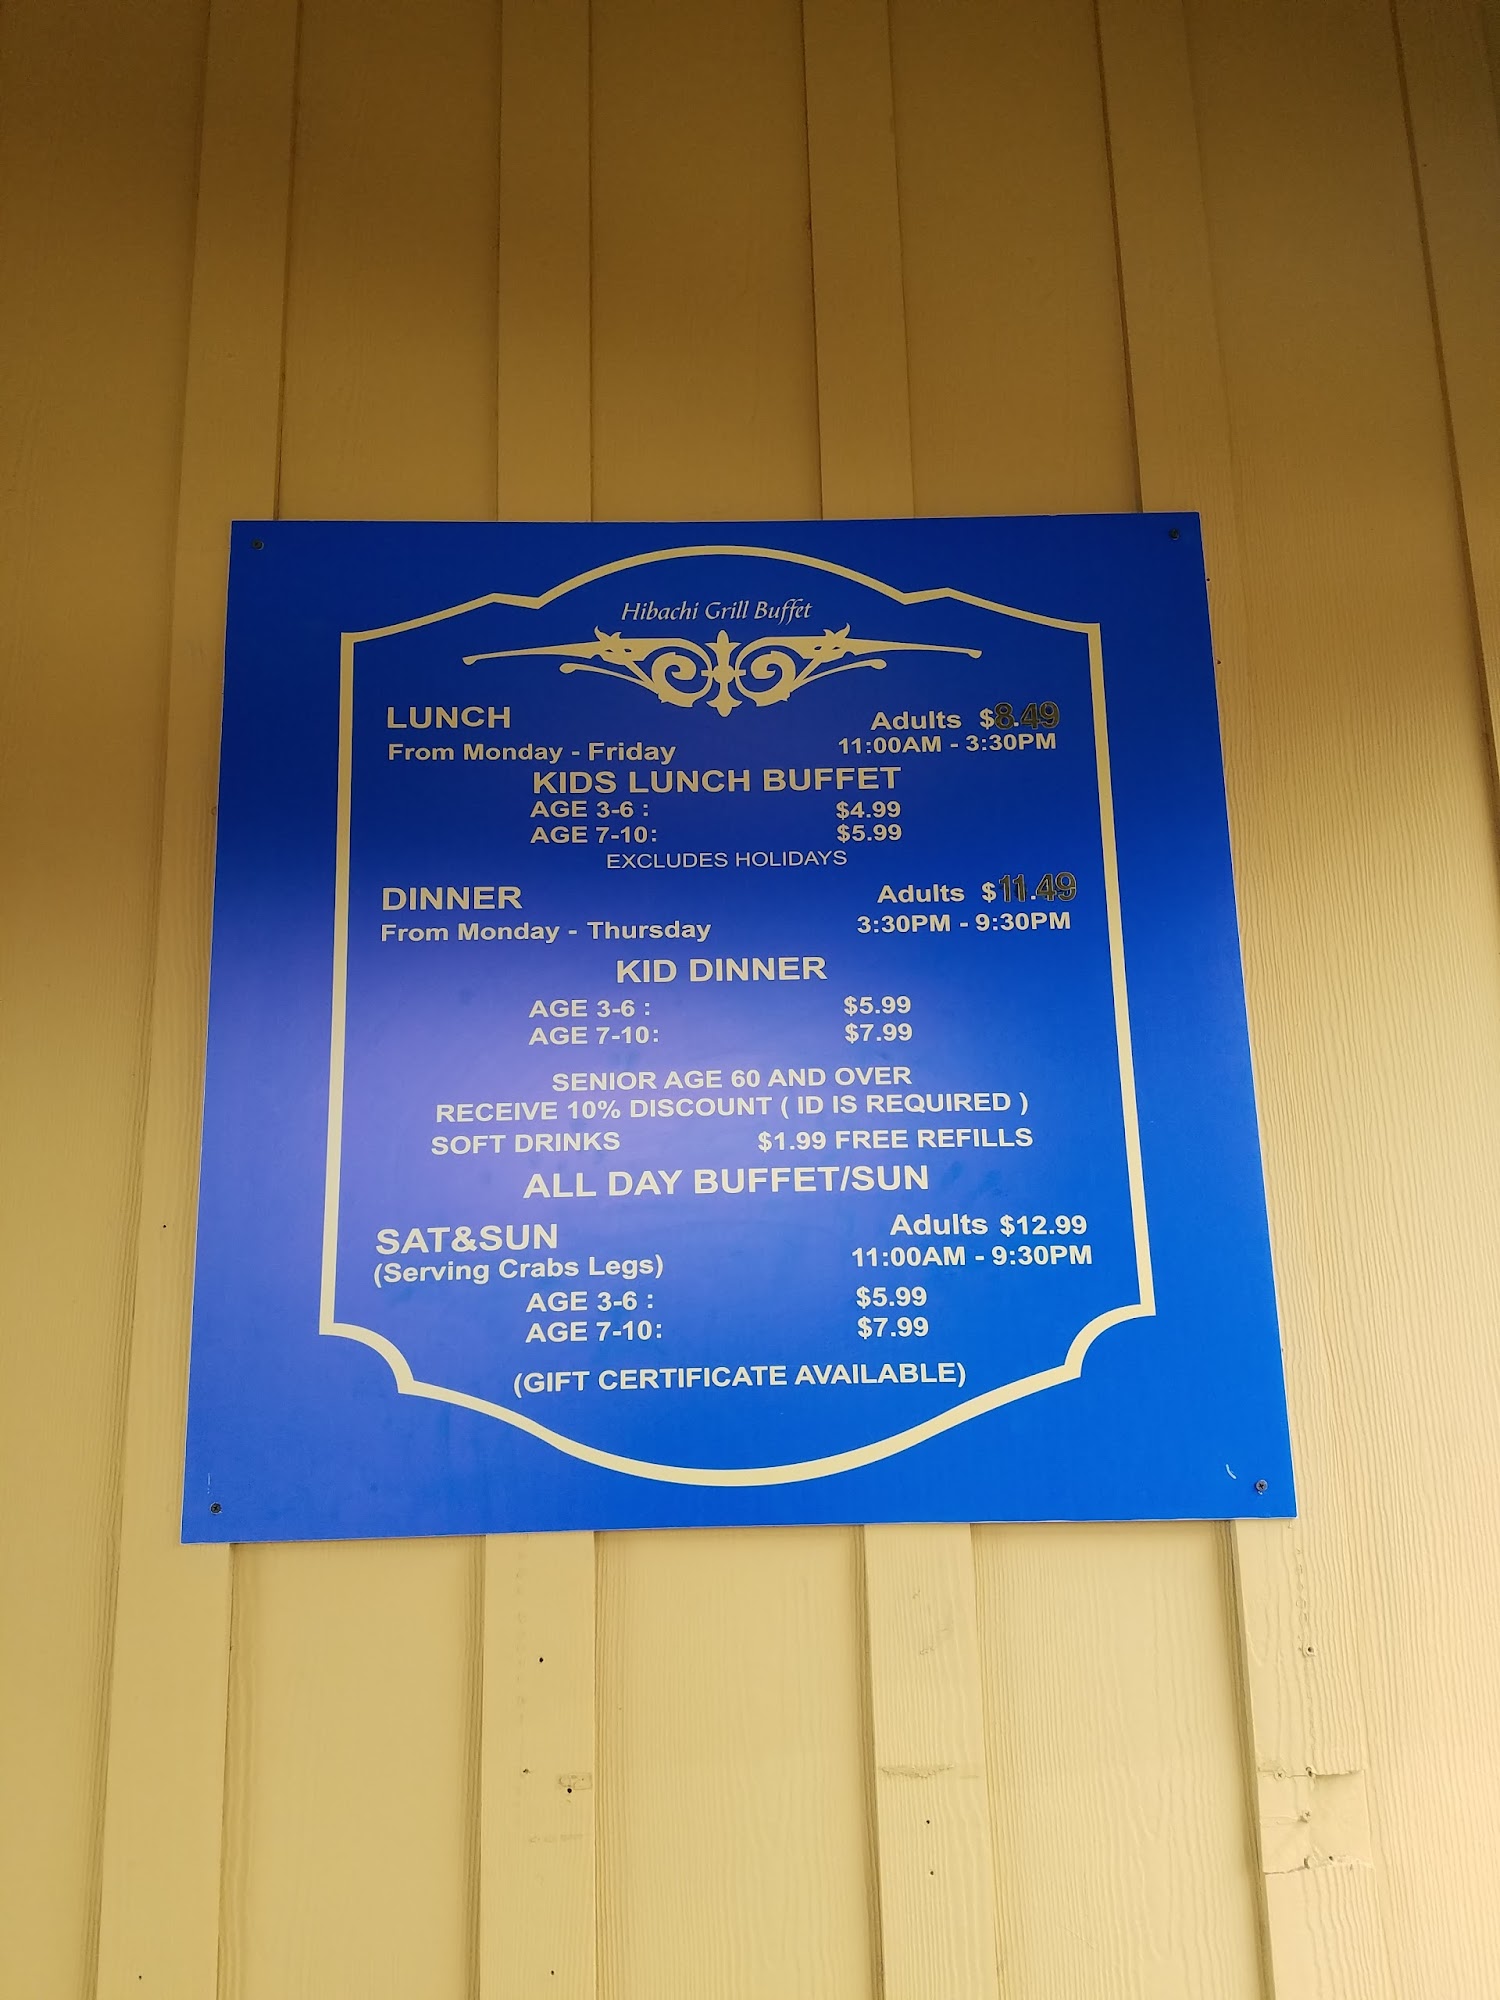 Hibachi Grill Buffet
LUNCH Adults $8.49
From Monday - Friday 11:00AM - 3:30PM
KIDS LUNCH BUFFET
AGE 3-6 : $4.99
AGE 7-10: $5.99
EXCLUDES HOLIDAYS
DINNER Adults $11.49
From Monday - Thursday 3:30PM - 9:30PM
KID DINNER
AGE 3-6 : $5.99
AGE 7-10: $7.99
SENIOR AGE 60 AND OVER
RECEIVE 10% DISCOUNT ( ID IS REQUIRED )
SOFT DRINKS $1.99 FREE REFILLS
ALL DAY BUFFET/SUN
SAT&SUN Adults $12.99
(Serving Crabs Legs) 11:00AM - 9:30PM
AGE 3-6 : $5.99
AGE 7-10: $7.99
(GIFT CERTIFICATE AVAILABLE)